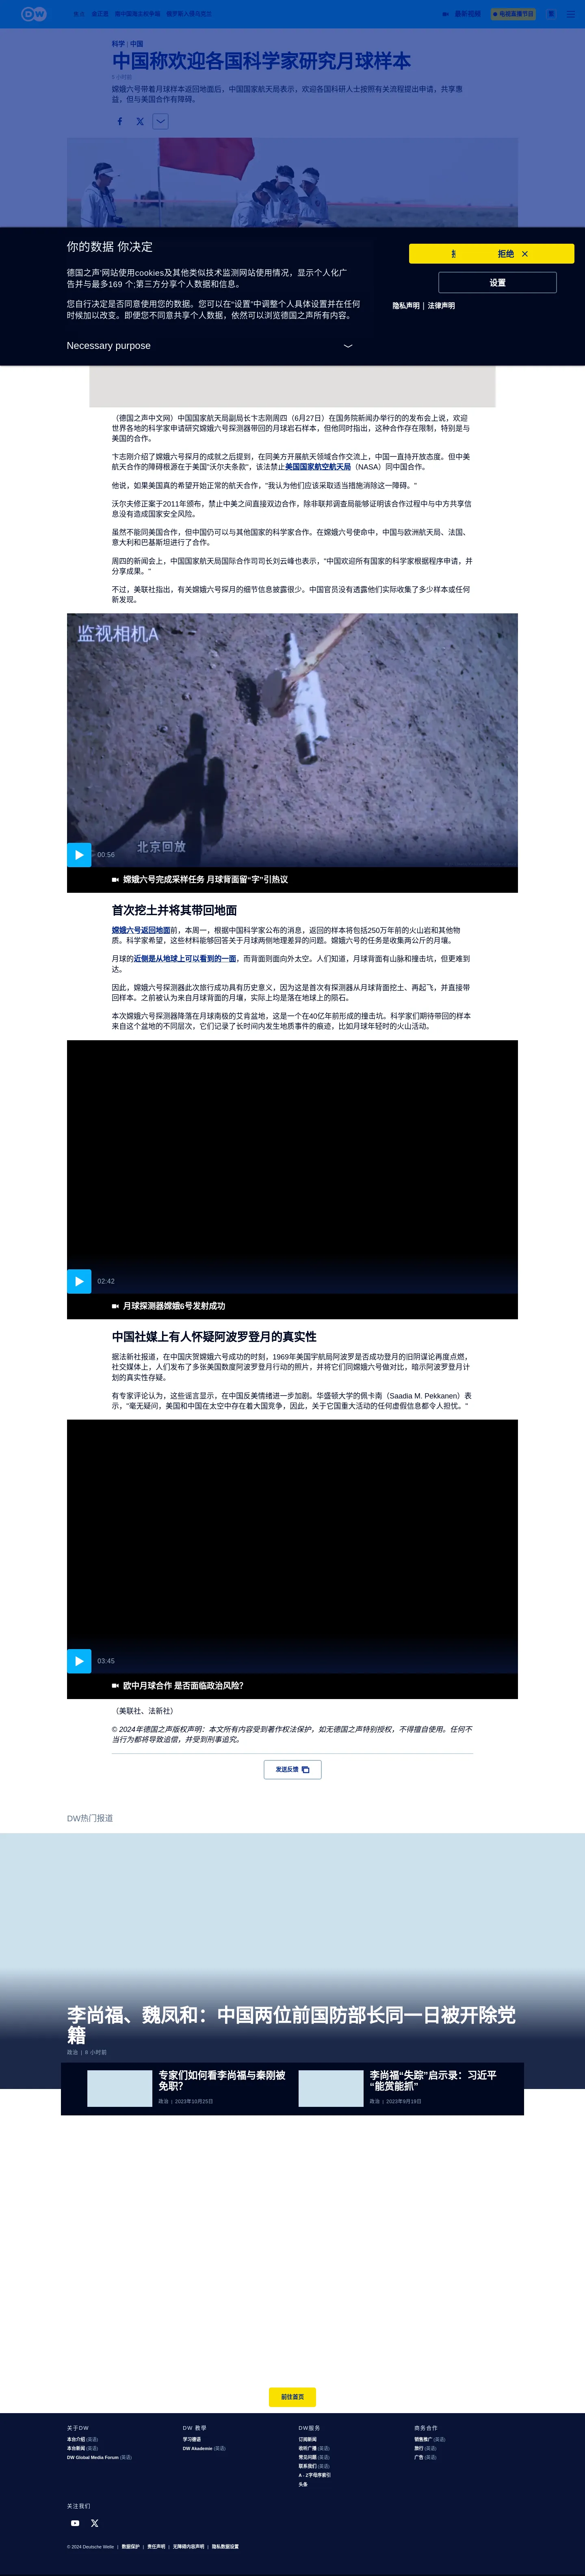 最新视频
电视直播节目
繁
科学 | 中国
中国称欢迎各国科学家研究月球样本
嫦娥六号带着月球样本返回地面后，中国国家航天局表示，欢迎各国科研人士按照有关流程提出申请，共享惠
益，但与美国合作有障碍。
你的数据 你决定
拒绝
德国之声'网站使用cookies及其他类似技术监测网站使用情况，显示个人化广
告并与最多169 个;第三方分享个人数据和信息。
设置
您自行决定是否同意使用您的数据。您可以在"设置"中调整个人具体设置并在任何
时候加以改变。即便您不同意共享个人数据，依然可以浏览德国之声所有内容。
隐私声明 | 法律声明
Necessary purpose
（德国之声中文网）中国国家航天局副局长卞志刚周四（6月27日）在国务院新闻办举行的的发布会上说，欢迎
世界各地的科学家申请研究嫦娥六号探测器带回的月球岩石样本，但他同时指出，这种合作存在限制，特别是与
美国的合作。
卞志刚介绍了嫦娥六号探月的成就之后提到，在同美方开展航天领域合作交流上，中国一直持开放态度。但中美
航天合作的障碍根源在于美国"沃尔夫条款"，该法禁止美国国家航空航天局（NASA）同中国合作。
他说，如果美国真的希望开始正常的航天合作，"我认为他们应该采取适当措施消除这一障碍。"
沃尔夫修正案于2011年颁布，禁止中美之间直接双边合作，除非联邦调查局能够证明该合作过程中与中方共享信
息没有造成国家安全风险。
虽然不能同美国合作，但中国仍可以与其他国家的科学家合作。在嫦娥六号使命中，中国与欧洲航天局、法国、
意大利和巴基斯坦进行了合作。
周四的新闻会上，中国国家航天局国际合作司司长刘云峰也表示，"中国欢迎所有国家的科学家根据程序申请，并
分享成果。"
不过，美联社指出，有关嫦娥六号探月的细节信息披露很少。中国官员没有透露他们实际收集了多少样本或任何
新发现。
监视相机A
北京回放
00:56
嫦娥六号完成采样任务 月球背面留“字”引热议
首次挖土并将其带回地面
嫦娥六号返回地面前，本周一，根据中国科学家公布的消息，返回的样本将包括250万年前的火山岩和其他物
质。科学家希望，这些材料能够回答关于月球两侧地理差异的问题。嫦娥六号的任务是收集两公斤的月壤。
月球的近侧是从地球上可以看到的一面，而背面则面向外太空。人们知道，月球背面有山脉和撞击坑，但更难到
达。
因此，嫦娥六号探测器此次旅行成功具有历史意义，因为这是首次有探测器从月球背面挖土、再起飞，并直接带
回样本。之前被认为来自月球背面的月壤，实际上均是落在地球上的陨石。
本次嫦娥六号探测器降落在月球南极的艾肯盆地，这是一个在40亿年前形成的撞击坑。科学家们期待带回的样本
来自这个盆地的不同层次，它们记录了长时间内发生地质事件的痕迹，比如月球年轻时的火山活动。
02:42
月球探测器嫦娥6号发射成功
中国社媒上有人怀疑阿波罗登月的真实性
据法新社报道，在中国庆贺嫦娥六号成功的时刻，1969年美国宇航局阿波罗是否成功登月的旧阴谋论再度点燃，
社交媒体上，人们发布了多张美国数度阿波罗登月行动的照片，并将它们同嫦娥六号做对比，暗示阿波罗登月计
划的真实性存疑。
有专家评论认为，这些谣言显示，在中国反美情绪进一步加剧。华盛顿大学的佩卡南（Saadia M. Pekkanen）表
示，"毫无疑问，美国和中国在太空中存在着大国竞争，因此，关于它国重大活动的任何虚假信息都令人担忧。"
03:45
欧中月球合作 是否面临政治风险？
（美联社、法新社）
© 2024年德国之声版权声明：本文所有内容受到著作权法保护，如无德国之声特别授权，不得擅自使用。任何不
当行为都将导致追偿，并受到刑事追究。
发送反馈
DW热门报道
李尚福、魏凤和：中国两位前国防部长同一日被开除党
籍
政治 | 8 小时前
专家们如何看李尚福与秦刚被
免职？
政治 | 2023年10月25日
李尚福“失踪”启示录：习近平
“能赏能抓”
政治 | 2023年9月19日
前往首页
关于DW
本台介绍 (英语)
本台新闻 (英语)
DW Global Media Forum (英语)
DW 教學
学习德语
DW Akademie (英语)
DW服务
订阅新闻
收听广播 (英语)
常见问题 (英语)
联系我们 (英语)
A - Z字母序索引
头条
商务合作
销售推广 (英语)
旅行 (英语)
广告 (英语)
关注我们
© 2024 Deutsche Welle | 数据保护 | 责任声明 | 无障碍内容声明 | 隐私数据设置